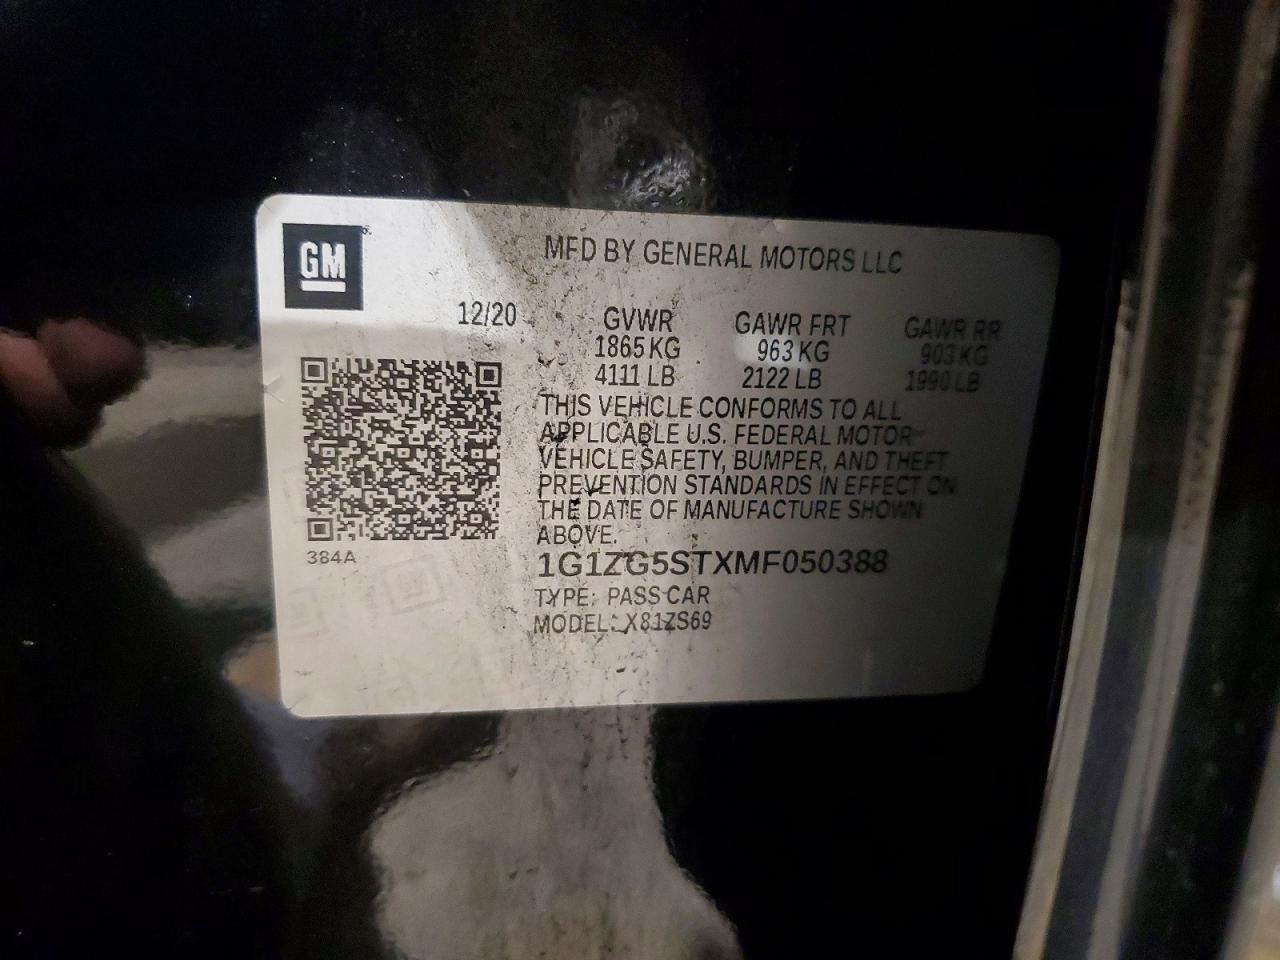 GM
MFD BY GENERAL MOTORS LLC
12/20 GVWR GAWR FRT GAWR RR
1865 KG 963 KG 903 KG
4111 LB 2122 LB 1990 LB
THIS VEHICLE CONFORMS TO ALL
APPLICABLE U.S. FEDERAL MOTOR
VEHICLE SAFETY, BUMPER, AND THEFT
PREVENTION STANDARDS IN EFFECT ON
THE DATE OF MANUFACTURE SHOWN
ABOVE.
384A
1G1ZG5STXMF050388
TYPE: PASS CAR
MODEL: X81ZS69